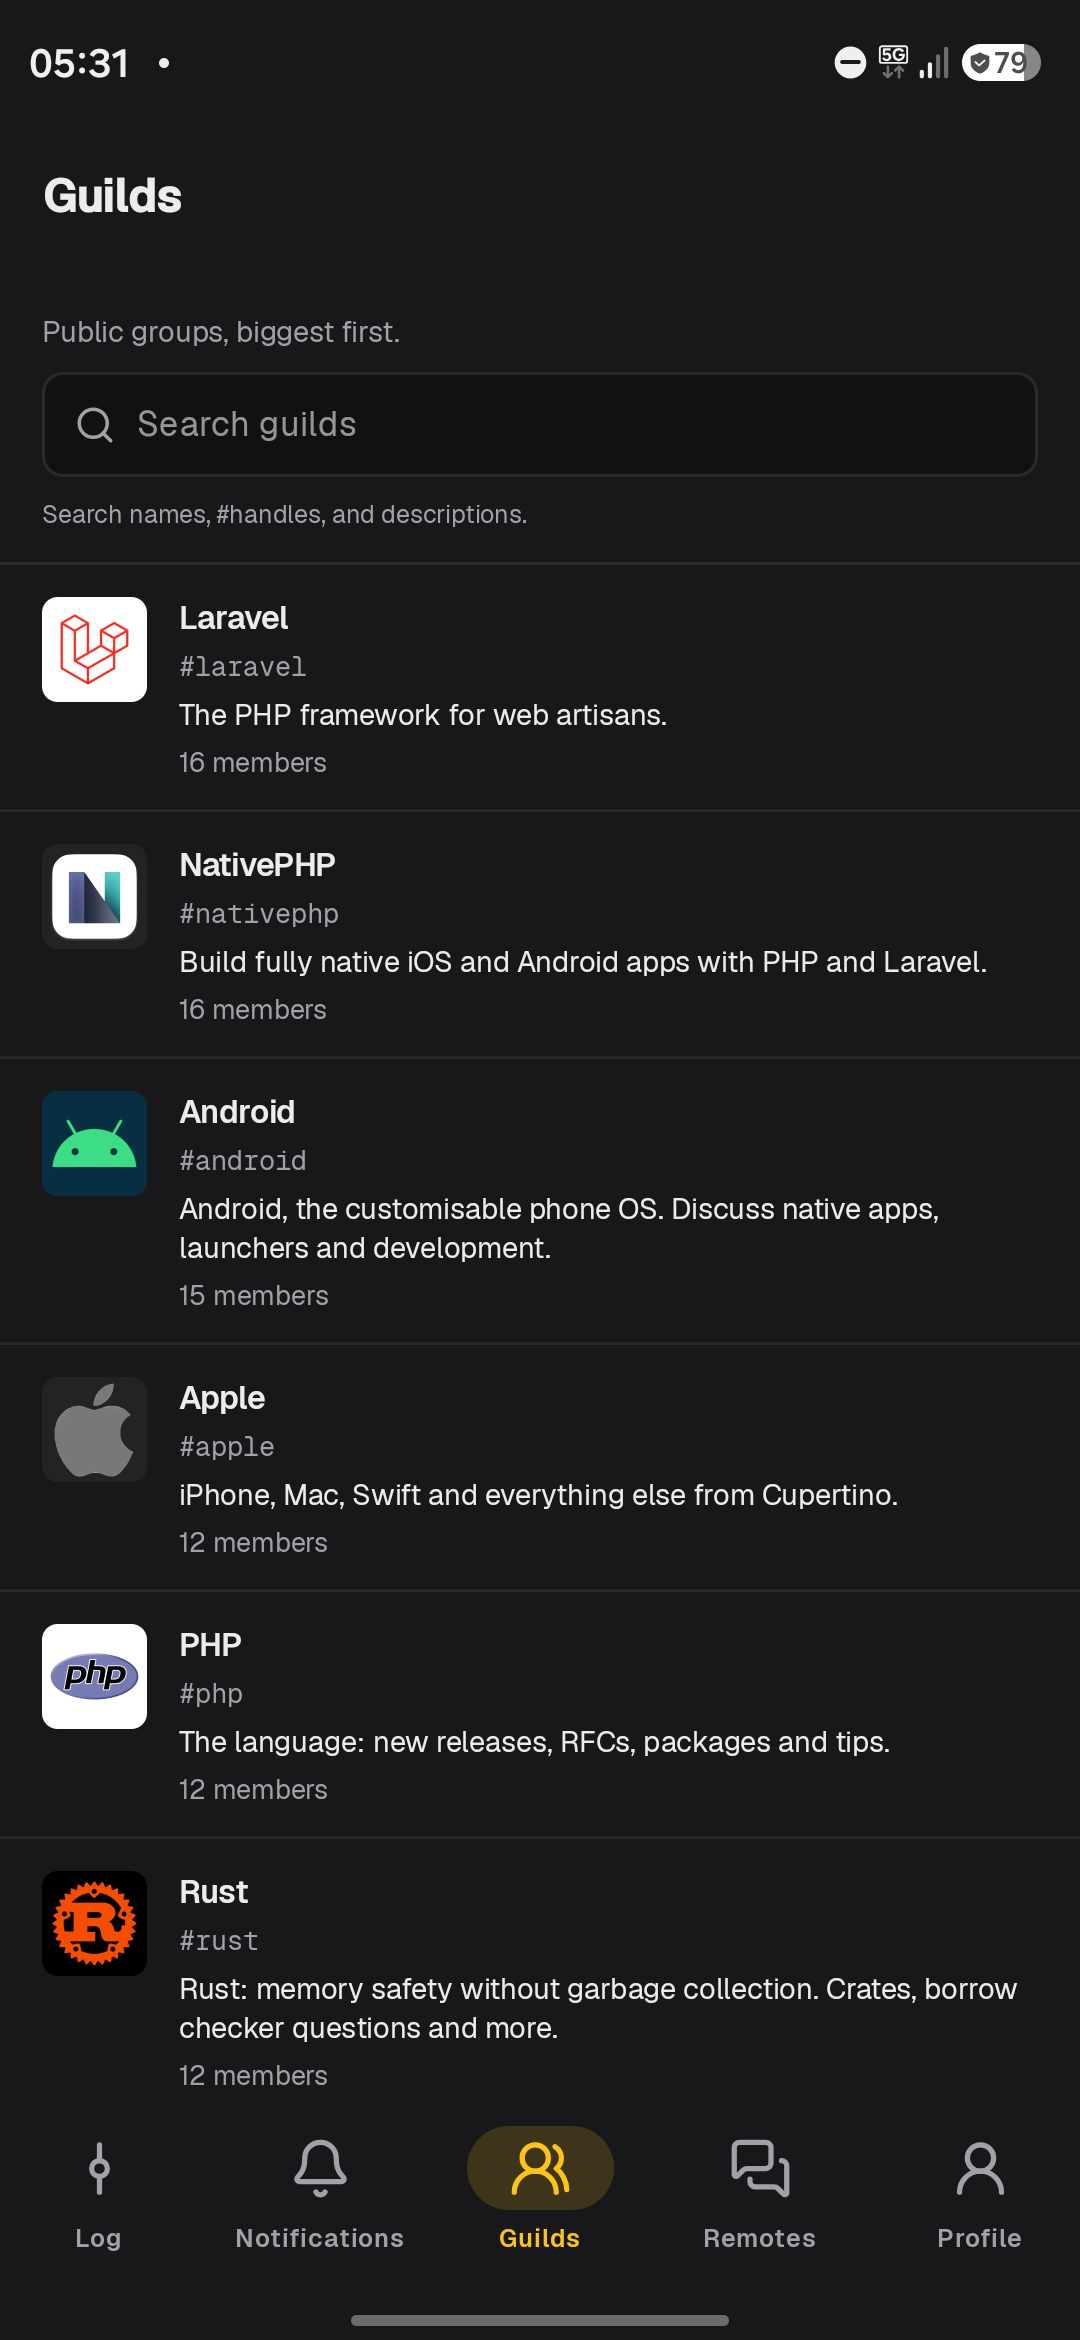 05:31
5G
79
Guilds
Public groups, biggest first.
Search guilds
Search names, #handles, and descriptions.
Laravel
#laravel
The PHP framework for web artisans.
16 members
NativePHP
#nativephp
Build fully native iOS and Android apps with PHP and Laravel.
16 members
Android
#android
Android, the customisable phone OS. Discuss native apps,
launchers and development.
15 members
Apple
#apple
iPhone, Mac, Swift and everything else from Cupertino.
12 members
php
PHP
#php
The language: new releases, RFCs, packages and tips.
12 members
R
Rust
#rust
Rust: memory safety without garbage collection. Crates, borrow
checker questions and more.
12 members
Log
Notifications
Guilds
Remotes
Profile